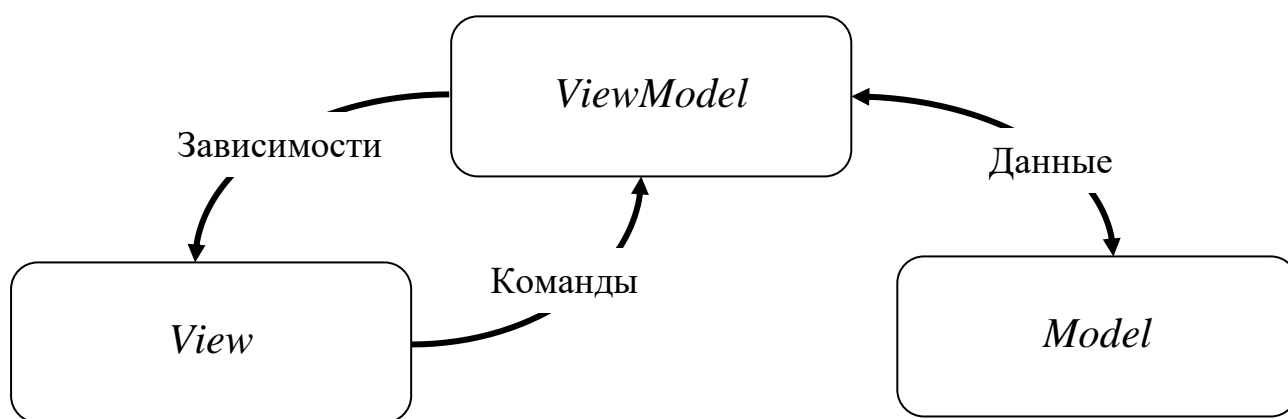 ViewModel
Зависимости
Данные
Команды
View
Model